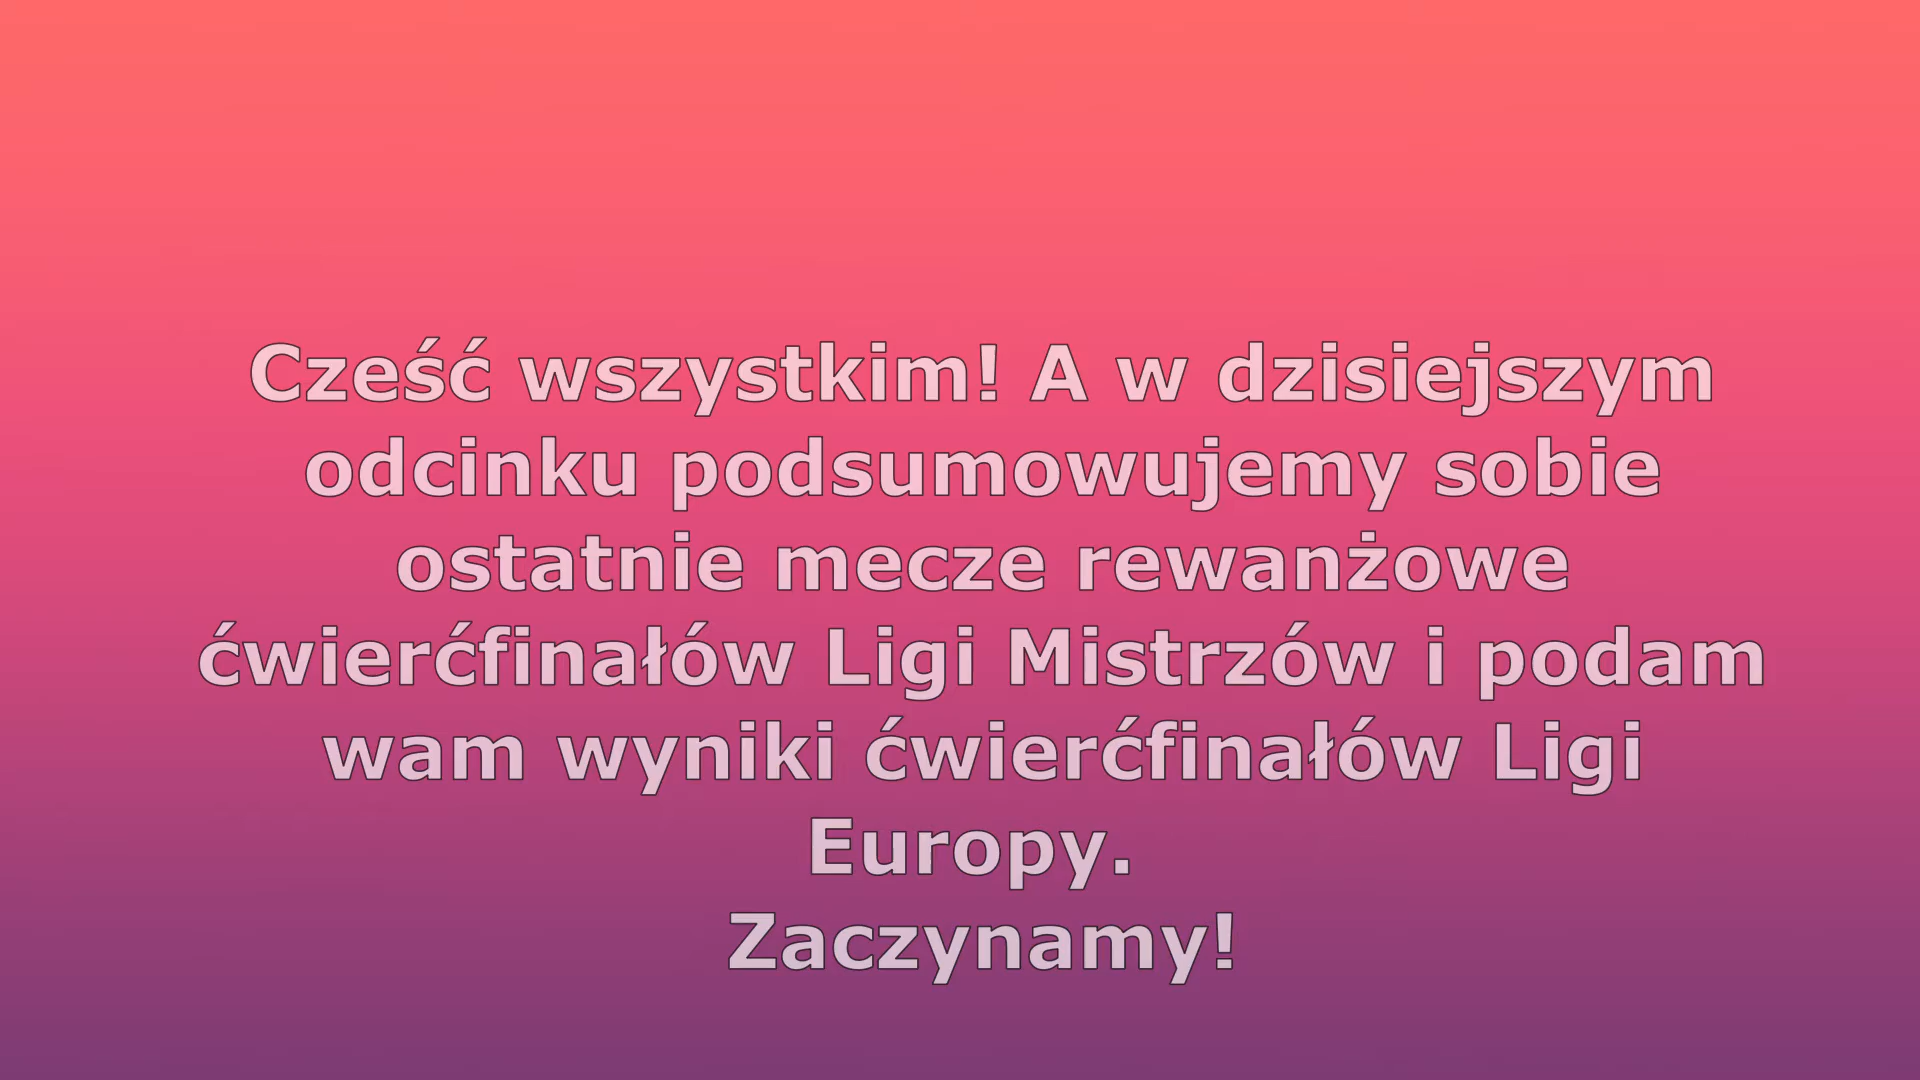 Cześć wszystkim! A w dzisiejszym
odcinku podsumowujemy sobie
ostatnie mecze rewanżowe
ćwierćfinałów Ligi Mistrzów i podam
wam wyniki ćwierćfinałów Ligi
Europy.
Zaczynamy!